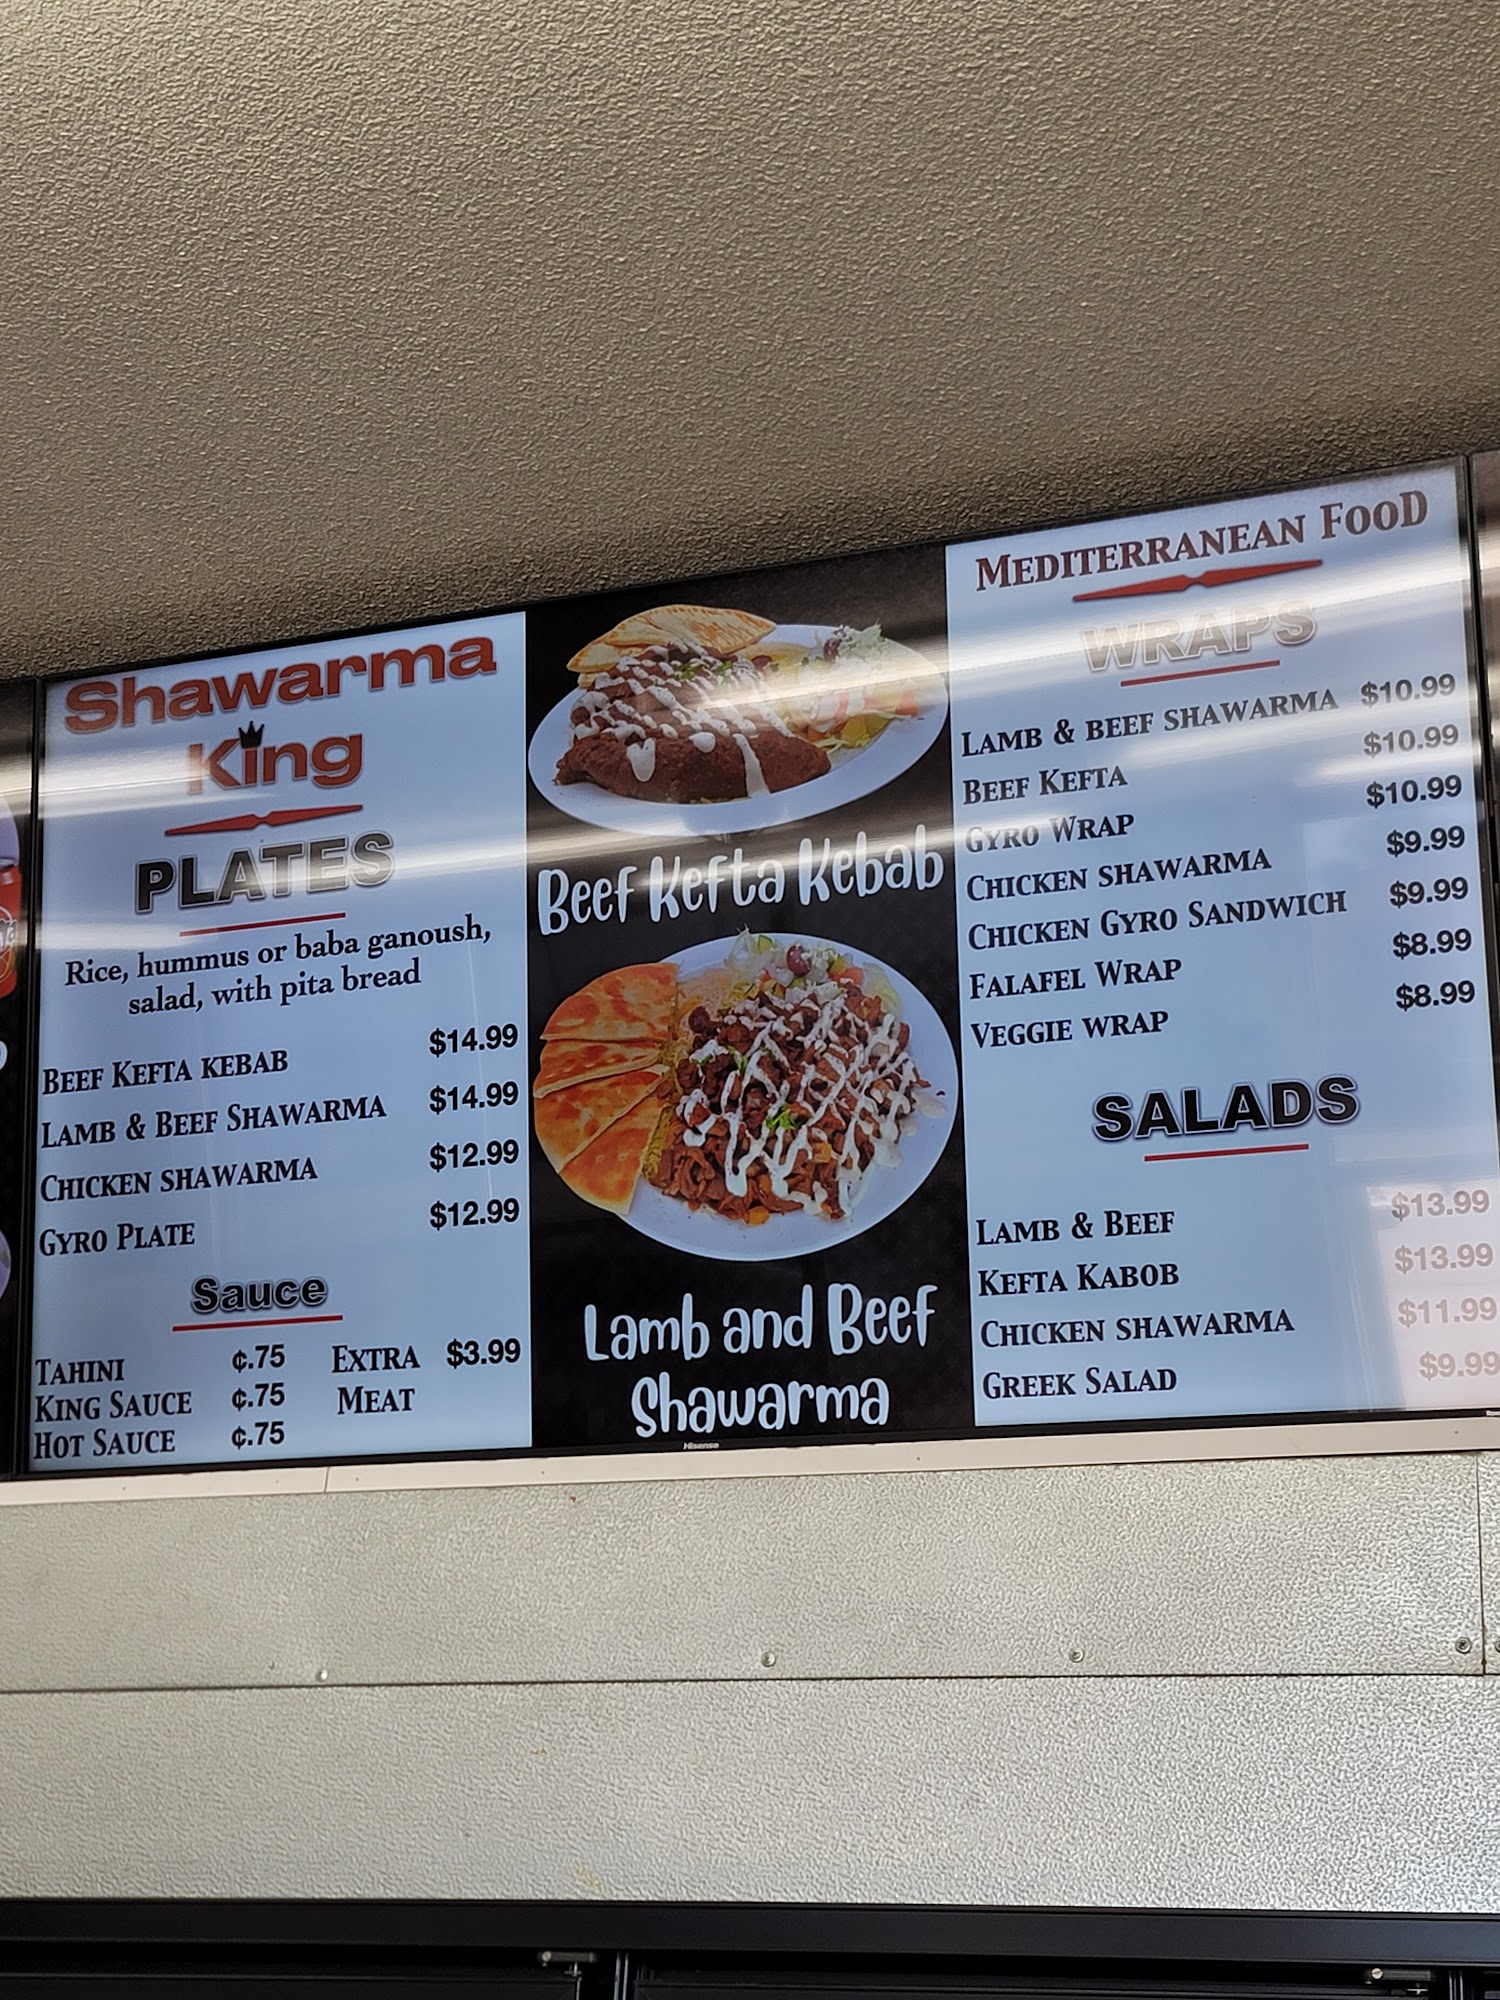 Shawarma
King
PLATES
Rice, hummus or baba ganoush,
salad, with pita bread
BEEF KEFTA KEBAB $14.99
LAMB & BEEF SHAWARMA $14.99
CHICKEN SHAWARMA $12.99
GYRO PLATE $12.99
Sauce
TAHINI ¢.75
KING SAUCE ¢.75
HOT SAUCE ¢.75
EXTRA $3.99
MEAT
Beef Kefta Kebab
Lamb and Beef
Shawarma
Hisense
MEDITERRANEAN FOOD
WRAPS
LAMB & BEEF SHAWARMA $10.99
BEEF KEFTA $10.99
GYRO WRAP $10.99
CHICKEN SHAWARMA $9.99
CHICKEN GYRO SANDWICH $9.99
FALAFEL WRAP $8.99
VEGGIE WRAP $8.99
SALADS
LAMB & BEEF $13.99
KEFTA KABOB $13.99
CHICKEN SHAWARMA $11.99
GREEK SALAD $9.99